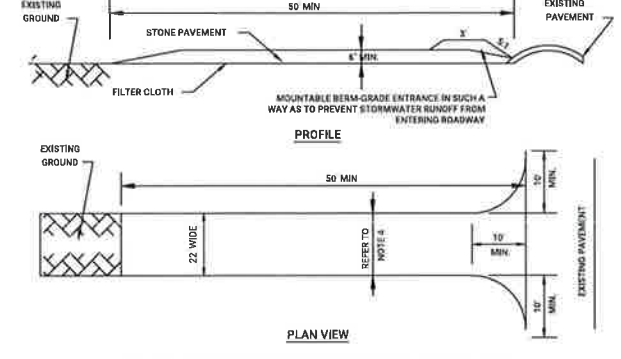 EXISTING
GROUND
50 MIN
EXISTING
PAVEMENT
STONE PAVEMENT
3'
5:1
6" MIN.
FILTER CLOTH
MOUNTABLE BERM-GRADE ENTRANCE IN SUCH A
WAY AS TO PREVENT STORMWATER RUNOFF FROM
ENTERING ROADWAY
PROFILE
EXISTING
GROUND
50 MIN
10'
MIN.
22 WIDE
REFER TO
NOTE 4
10'
MIN.
EXISTING PAVEMENT
10'
MIN.
PLAN VIEW